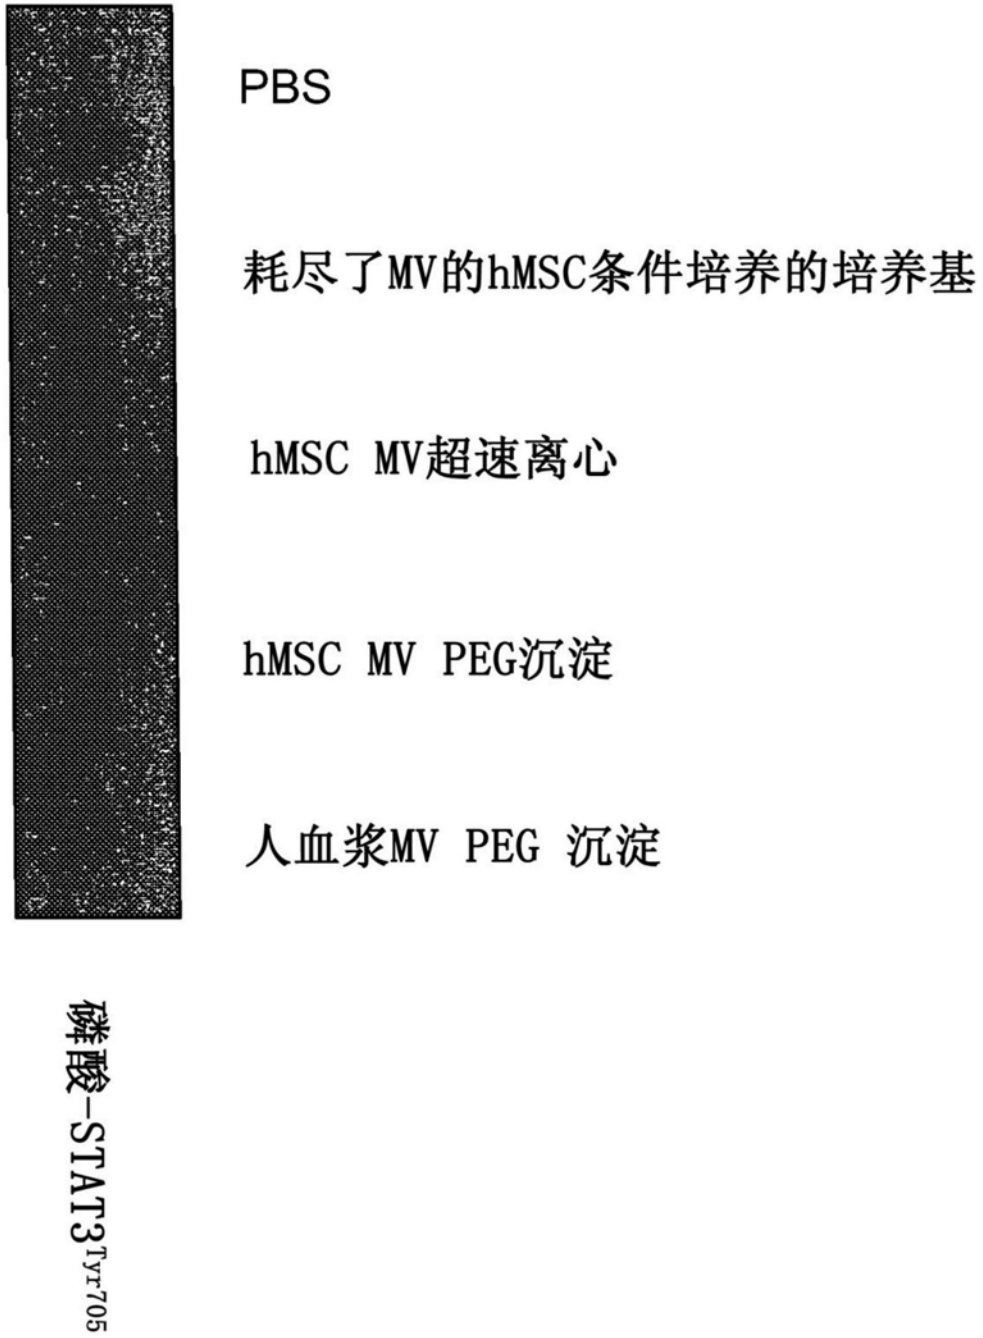 PBS
耗尽了MV的hMSC条件培养的培养基
hMSC MV超速离心
hMSC MV PEG沉淀
人血浆MV PEG 沉淀
磷酸-STAT3Tyr705